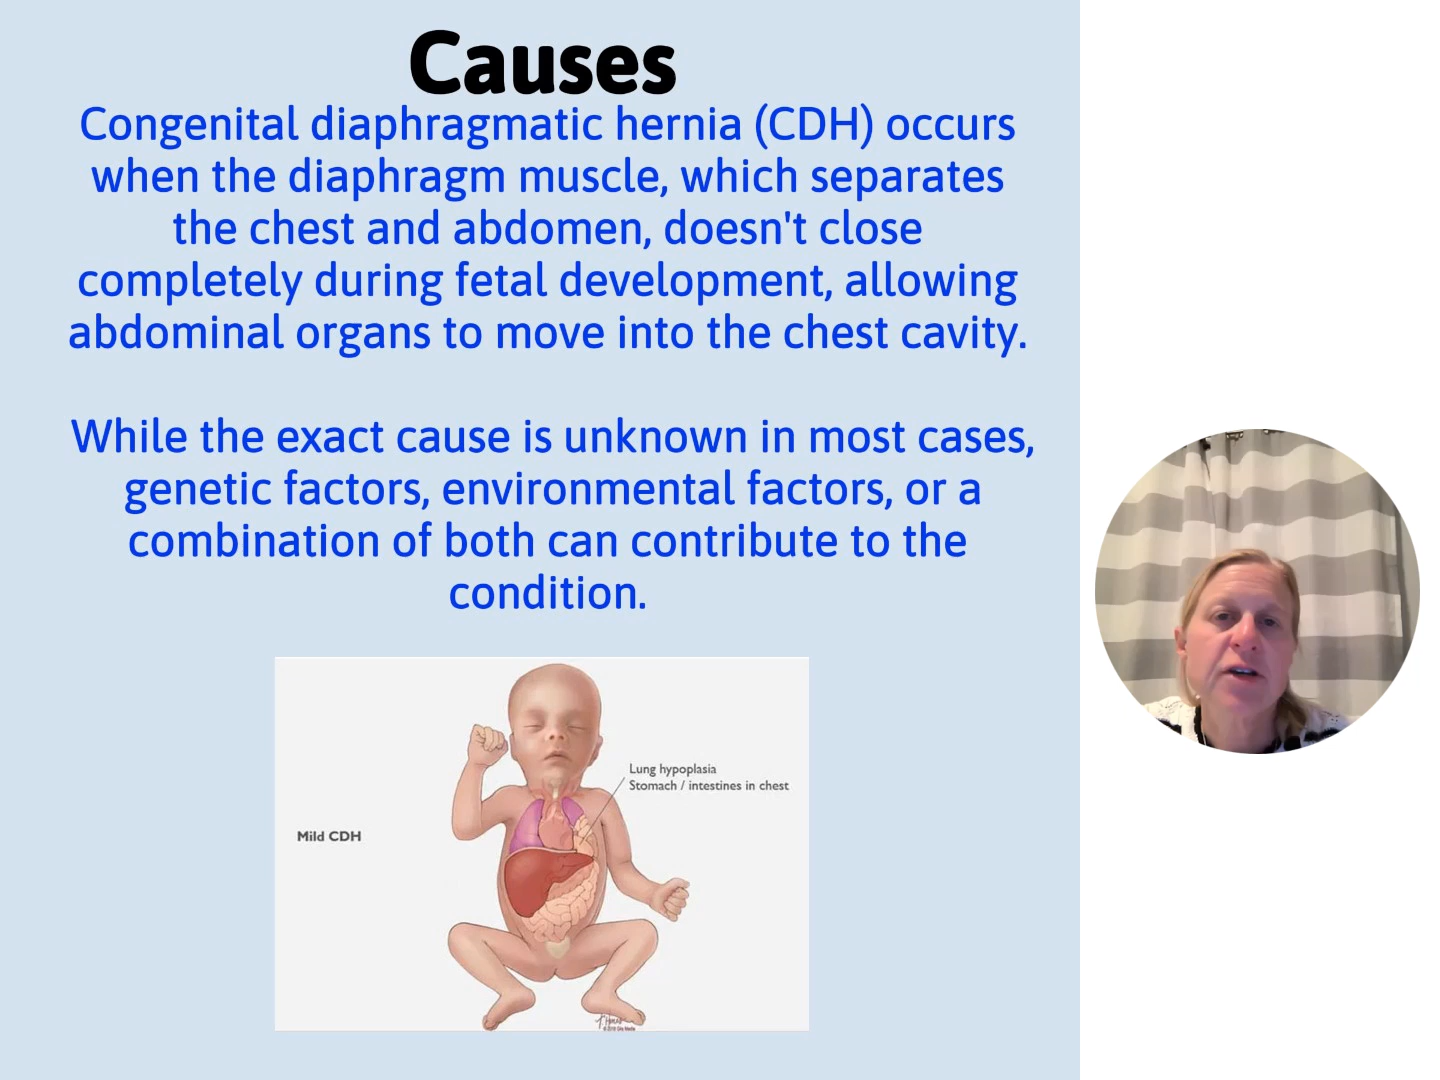 Causes
Congenital diaphragmatic hernia (CDH) occurs
when the diaphragm muscle, which separates
the chest and abdomen, doesn't close
completely during fetal development, allowing
abdominal organs to move into the chest cavity.
While the exact cause is unknown in most cases,
genetic factors, environmental factors, or a
combination of both can contribute to the
condition.
Lung hypoplasia
Stomach / intestines in chest
Mild CDH